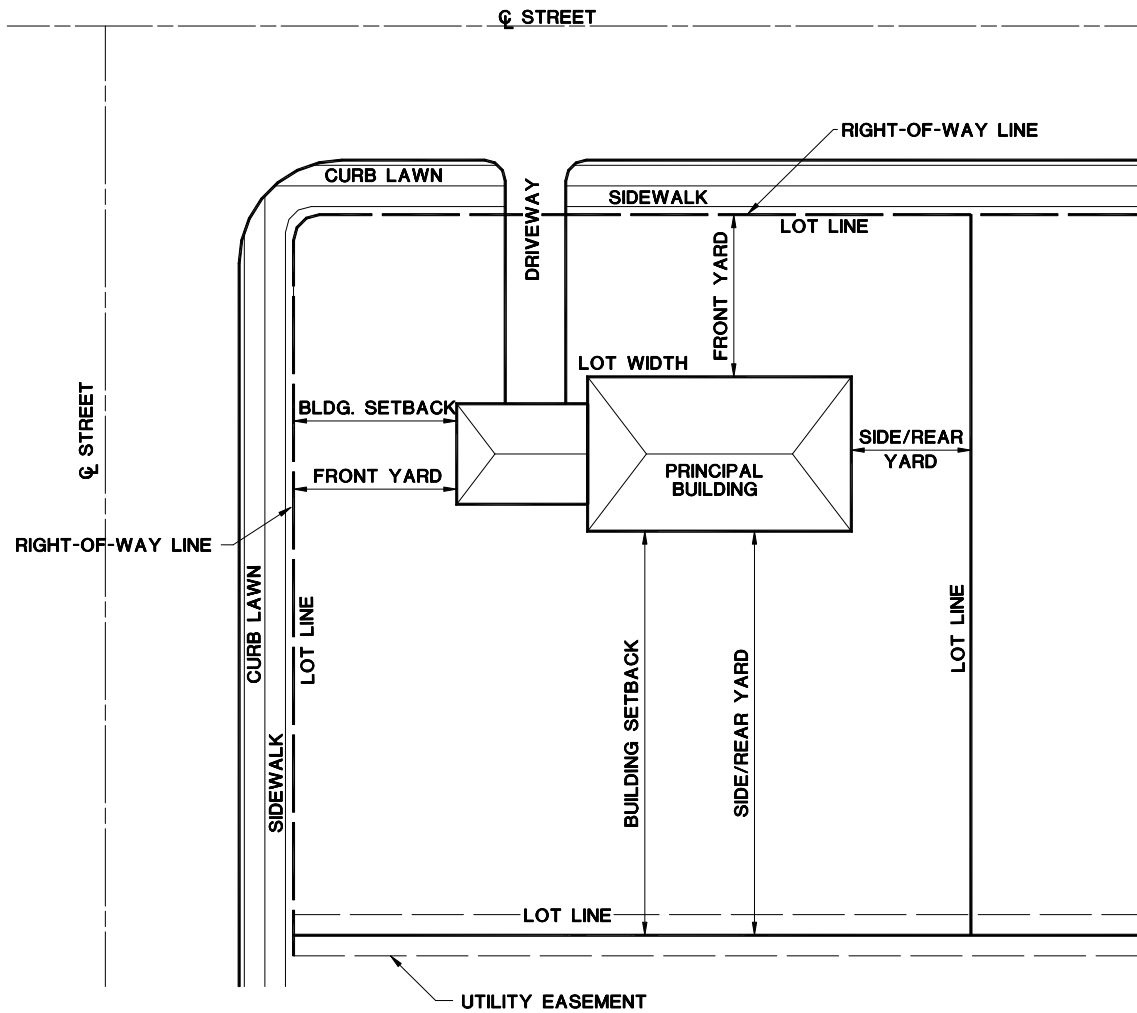 ℄ STREET
RIGHT-OF-WAY LINE
CURB LAWN
SIDEWALK
LOT LINE
DRIVEWAY
FRONT YARD
LOT WIDTH
℄ STREET
BLDG. SETBACK
SIDE/REAR
YARD
PRINCIPAL
BUILDING
FRONT YARD
RIGHT-OF-WAY LINE
CURB LAWN
LOT LINE
LOT LINE
BUILDING SETBACK
SIDE/REAR YARD
SIDEWALK
LOT LINE
UTILITY EASEMENT